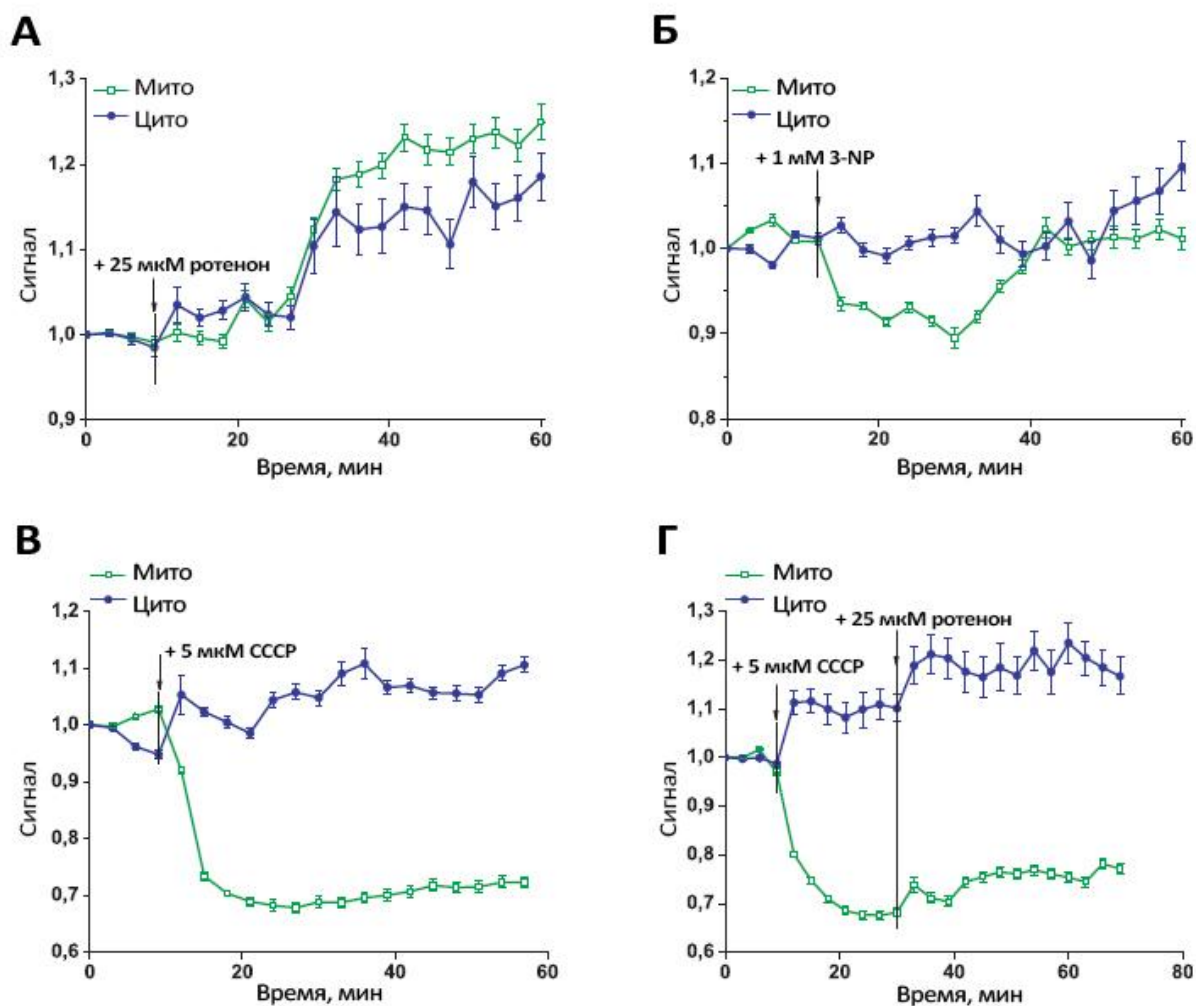 А
Мито
Цито
+ 25 мкМ ротенон
Сигнал
1,3
1,2
1,1
1,0
0,9
0
20
40
60
Время, мин
Б
Мито
Цито
+ 1 мМ 3-NP
Сигнал
1,2
1,1
1,0
0,9
0,8
0
20
40
60
Время, мин
В
Мито
Цито
+ 5 мкМ СССР
Сигнал
1,2
1,1
1,0
0,9
0,8
0,7
0,6
0
20
40
60
Время, мин
Г
Мито
Цито
+ 25 мкМ ротенон
+ 5 мкМ СССР
Сигнал
1,3
1,2
1,1
1,0
0,9
0,8
0,7
0,6
0
20
40
60
80
Время, мин